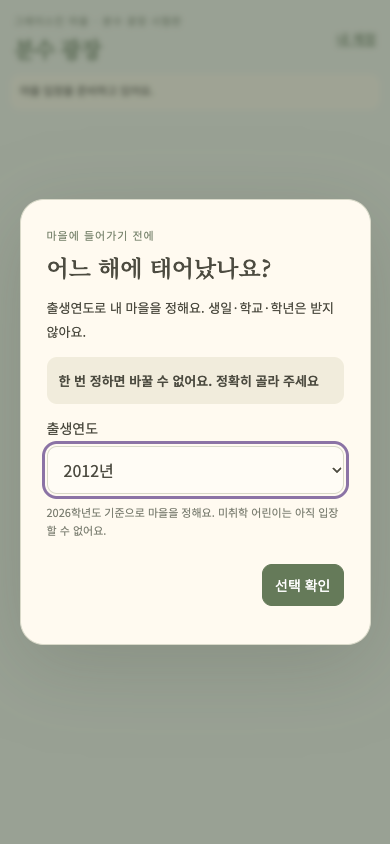 분수 광장
마을에 들어가기 전에
어느 해에 태어났나요?
출생연도로 내 마을을 정해요. 생일·학교·학년은 받지
않아요.
한 번 정하면 바꿀 수 없어요. 정확히 골라 주세요
출생연도
2012년
2026학년도 기준으로 마을을 정해요. 미취학 어린이는 아직 입장
할 수 없어요.
선택 확인